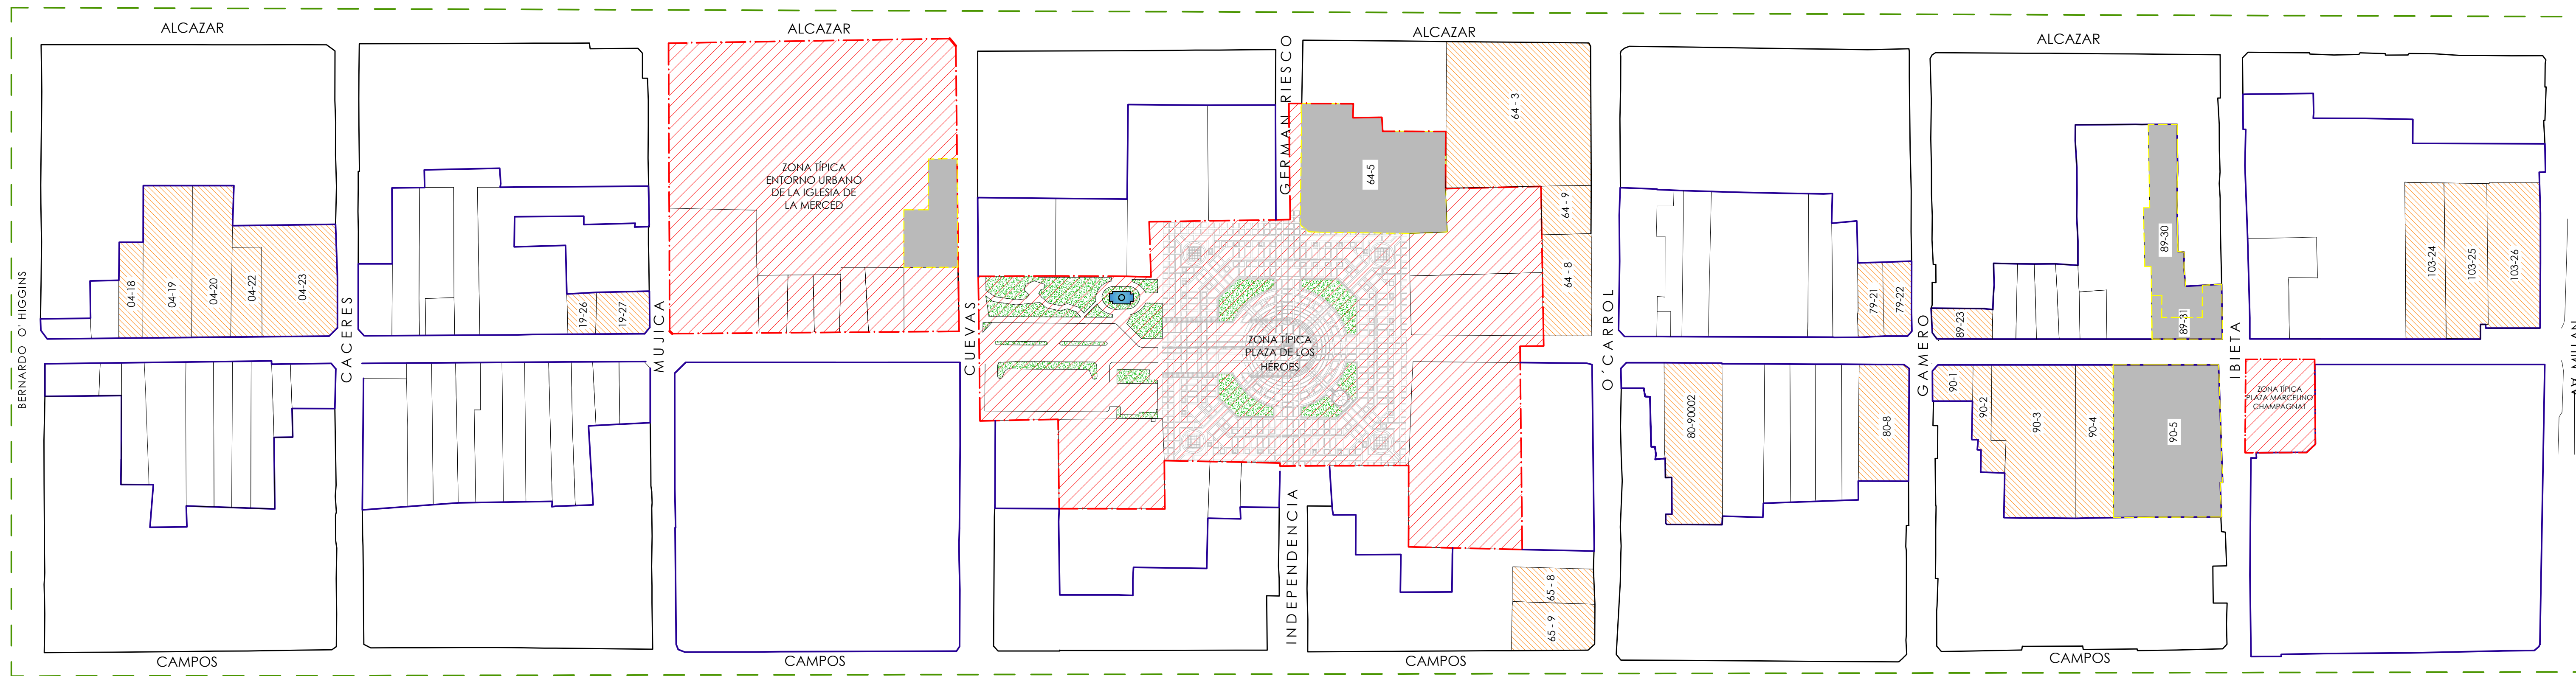 ALCAZAR
ALCAZAR
ALCAZAR
ALCAZAR
BERNARDO O' HIGGINS
04-18
04-19
04-20
04-22
04-23
CACERES
19-26
19-27
MUJICA
ZONA TÍPICA
ENTORNO URBANO
DE LA IGLESIA DE
LA MERCED
CUEVAS
GERMAN RIESCO
64-5
64 - 3
64 - 9
64 - 8
ZONA TÍPICA
PLAZA DE LOS
HÉROES
INDEPENDENCIA
65 - 8
65 - 9
O´CARROL
79-21
79-22
80-90002
80-8
GAMERO
89-23
89-30
89-31
90-1
90-2
90-3
90-4
90-5
IBIETA
103-24
103-25
103-26
ZONA TÍPICA
PLAZA MARCELINO
CHAMPAGNAT
CAMPOS
CAMPOS
CAMPOS
CAMPOS